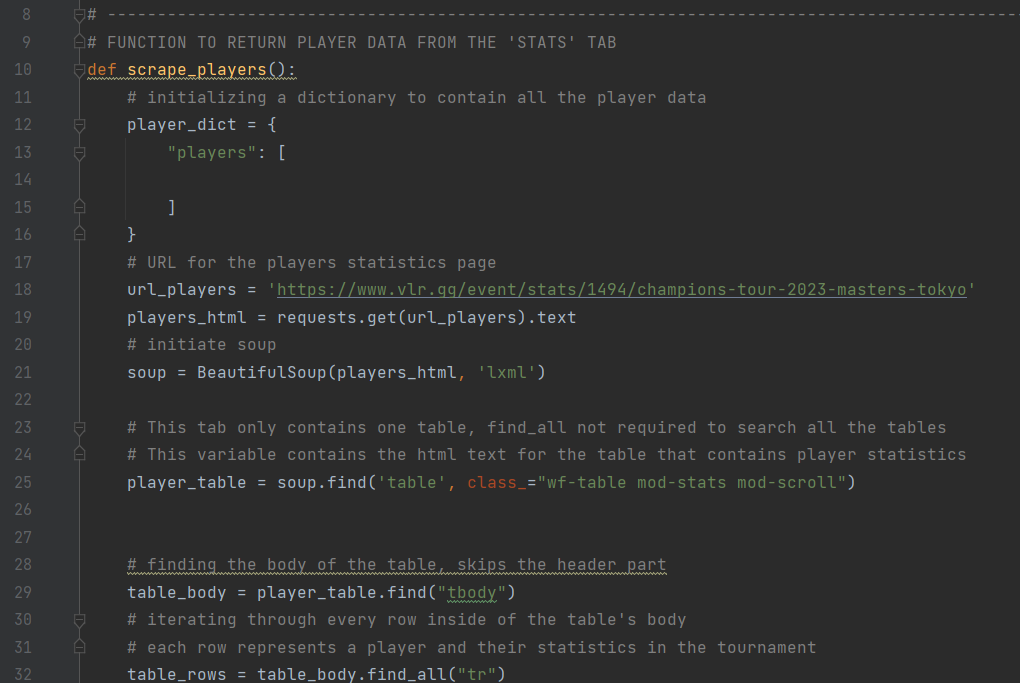 8 # --------------------------------------------------------------------------------------------
9 # FUNCTION TO RETURN PLAYER DATA FROM THE 'STATS' TAB
10 def scrape_players():
11     # initializing a dictionary to contain all the player data
12     player_dict = {
13         "players": [
14
15         ]
16     }
17     # URL for the players statistics page
18     url_players = 'https://www.vlr.gg/event/stats/1494/champions-tour-2023-masters-tokyo'
19     players_html = requests.get(url_players).text
20     # initiate soup
21     soup = BeautifulSoup(players_html, 'lxml')
22
23     # This tab only contains one table, find_all not required to search all the tables
24     # This variable contains the html text for the table that contains player statistics
25     player_table = soup.find('table', class_="wf-table mod-stats mod-scroll")
26
27
28     # finding the body of the table, skips the header part
29     table_body = player_table.find("tbody")
30     # iterating through every row inside of the table's body
31     # each row represents a player and their statistics in the tournament
32     table_rows = table_body.find_all("tr")